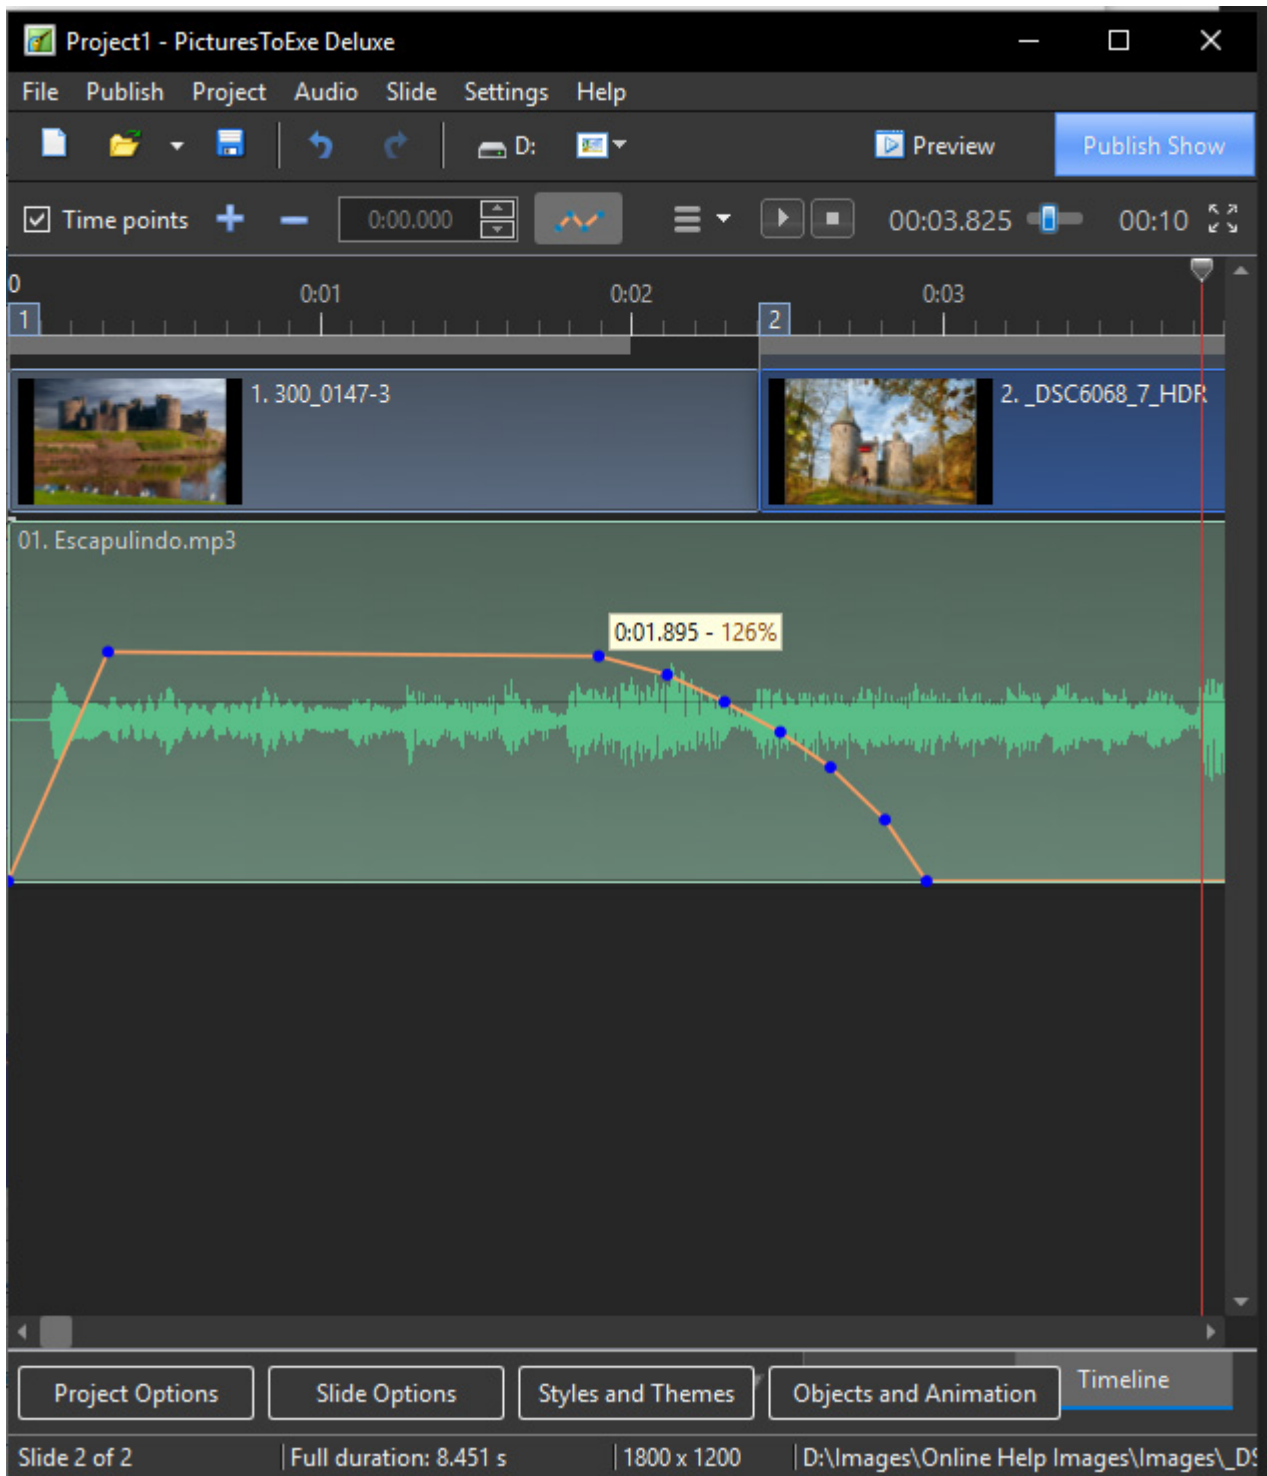 Project1 - PicturesToExe Deluxe
File Publish Project Audio Slide Settings Help
D: Preview Publish Show
Time points 0:00.000 00:03.825 00:10
0 0:01 0:02 0:03
1 2
1. 300_0147-3 2. _DSC6068_7_HDR
01. Escapulindo.mp3
0:01.895 - 126%
Project Options Slide Options Styles and Themes Objects and Animation Timeline
Slide 2 of 2 Full duration: 8.451 s 1800 x 1200 D:\Images\Online Help Images\Images\_DS